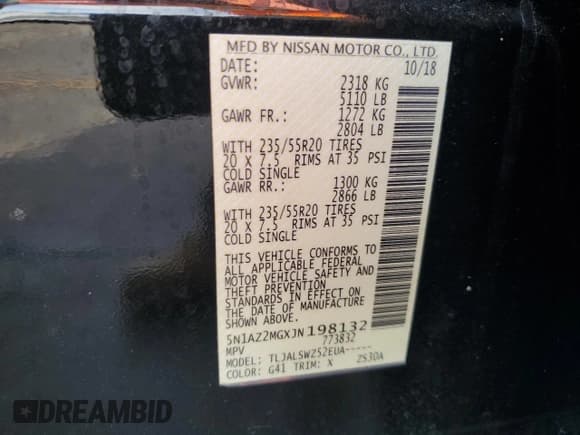 MFD BY NISSAN MOTOR CO., LTD.
DATE: 10/18
GVWR: 2318 KG
5110 LB
GAWR FR.: 1272 KG
2804 LB
WITH 235/55R20 TIRES
20 X 7.5 RIMS AT 35 PSI
COLD SINGLE
GAWR RR.: 1300 KG
2866 LB
WITH 235/55R20 TIRES
20 X 7.5 RIMS AT 35 PSI
COLD SINGLE
THIS VEHICLE CONFORMS TO
ALL APPLICABLE FEDERAL
MOTOR VEHICLE SAFETY AND
THEFT PREVENTION
STANDARDS IN EFFECT ON
THE DATE OF MANUFACTURE
SHOWN ABOVE.
5N1AZ2MGXJN198132
MPV 773832
MODEL: TLJALSWZ52EUA-----
COLOR: G41 TRIM: X ZS30A
DREAMBID